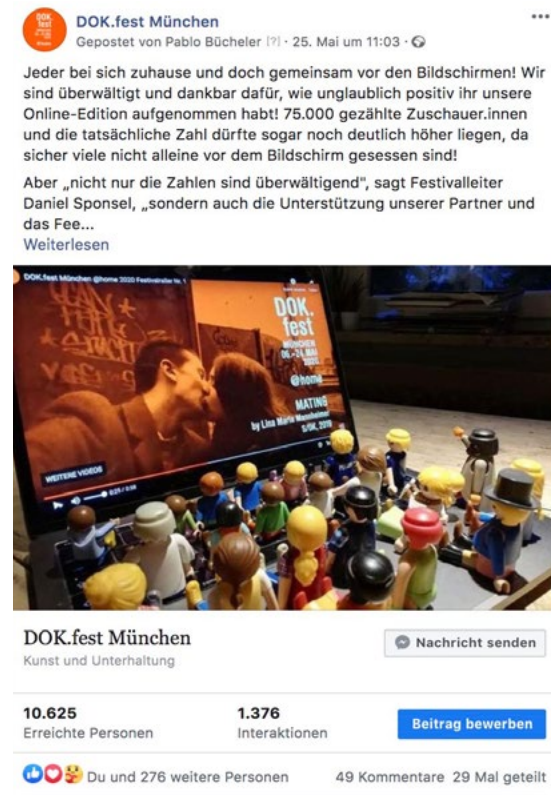 DOK.fest München
Gepostet von Pablo Bücheler [?] · 25. Mai um 11:03 ·
Jeder bei sich zuhause und doch gemeinsam vor den Bildschirmen! Wir
sind überwältigt und dankbar dafür, wie unglaublich positiv ihr unsere
Online-Edition aufgenommen habt! 75.000 gezählte Zuschauer.innen
und die tatsächliche Zahl dürfte sogar noch deutlich höher liegen, da
sicher viele nicht alleine vor dem Bildschirm gesessen sind!
Aber „nicht nur die Zahlen sind überwältigend", sagt Festivalleiter
Daniel Sponsel, „sondern auch die Unterstützung unserer Partner und
das Fee...
Weiterlesen
DOK.fest München @home 2020 Festivaltrailer Nr. 1
DOK.
fest
MÜNCHEN
06.–24. MAI
2020
@home
MATING
by Lina Maria Mannheimer
S/DK, 2019
WEITERE VIDEOS
DOK.fest München
Kunst und Unterhaltung
Nachricht senden
10.625
Erreichte Personen
1.376
Interaktionen
Beitrag bewerben
Du und 276 weitere Personen
49 Kommentare 29 Mal geteilt